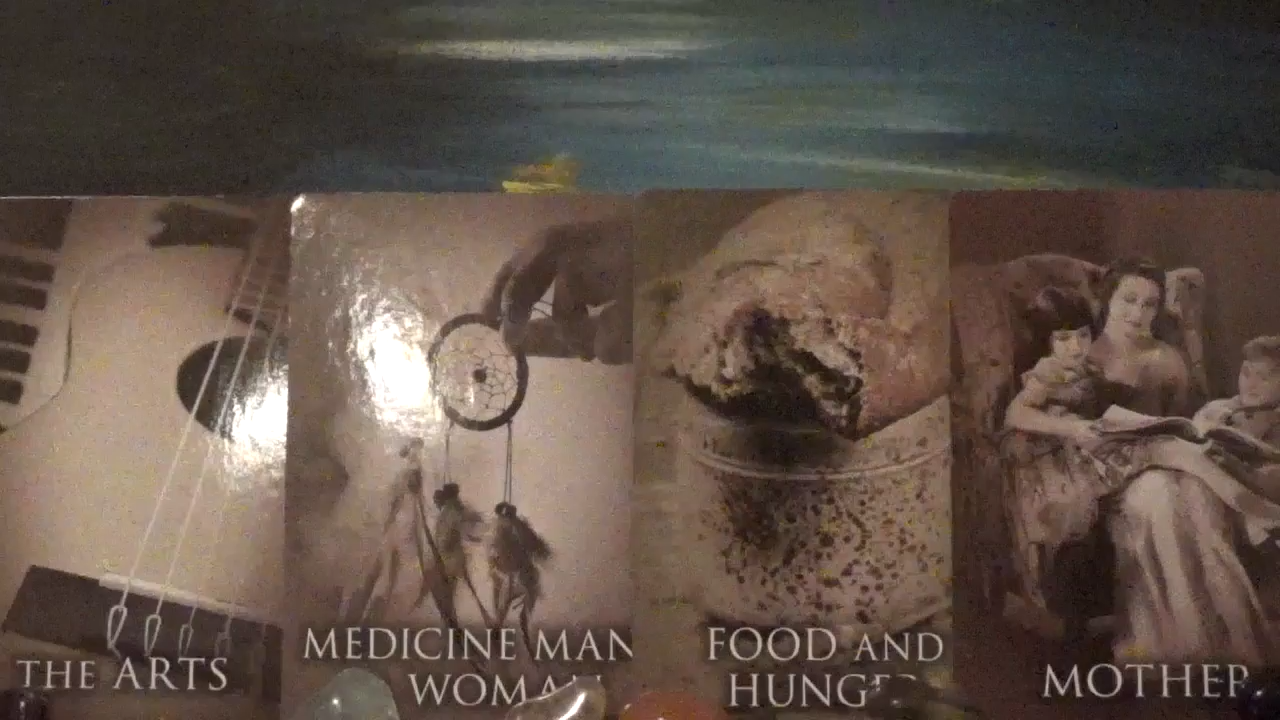 THE ARTS
MEDICINE MAN
WOMAN
FOOD AND
HUNGER
MOTHER